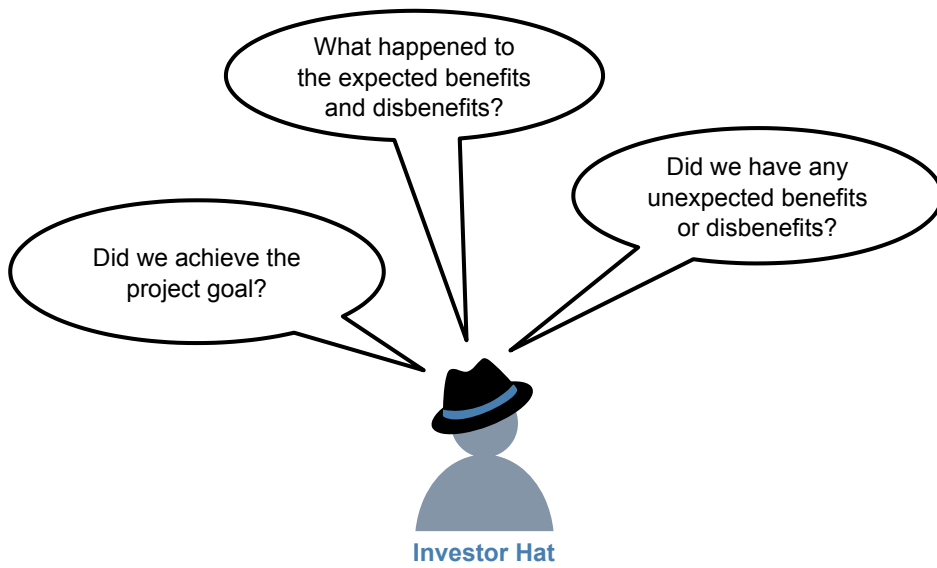 What happened to
the expected benefits
and disbenefits?
Did we have any
unexpected benefits
or disbenefits?
Did we achieve the
project goal?
Investor Hat